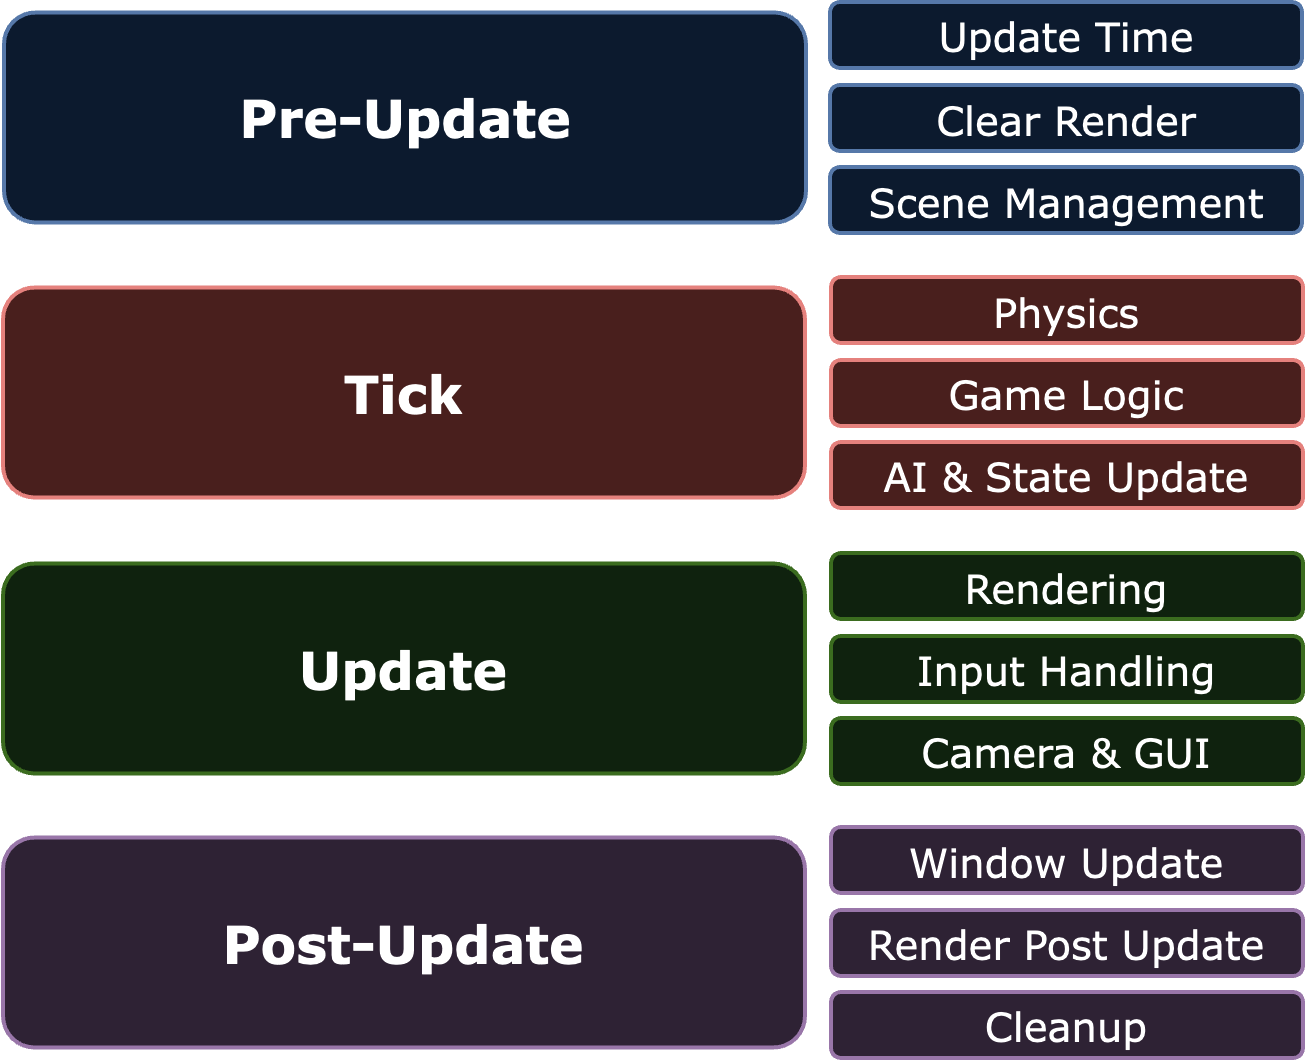 Pre-Update
Update Time
Clear Render
Scene Management
Tick
Physics
Game Logic
AI & State Update
Update
Rendering
Input Handling
Camera & GUI
Post-Update
Window Update
Render Post Update
Cleanup